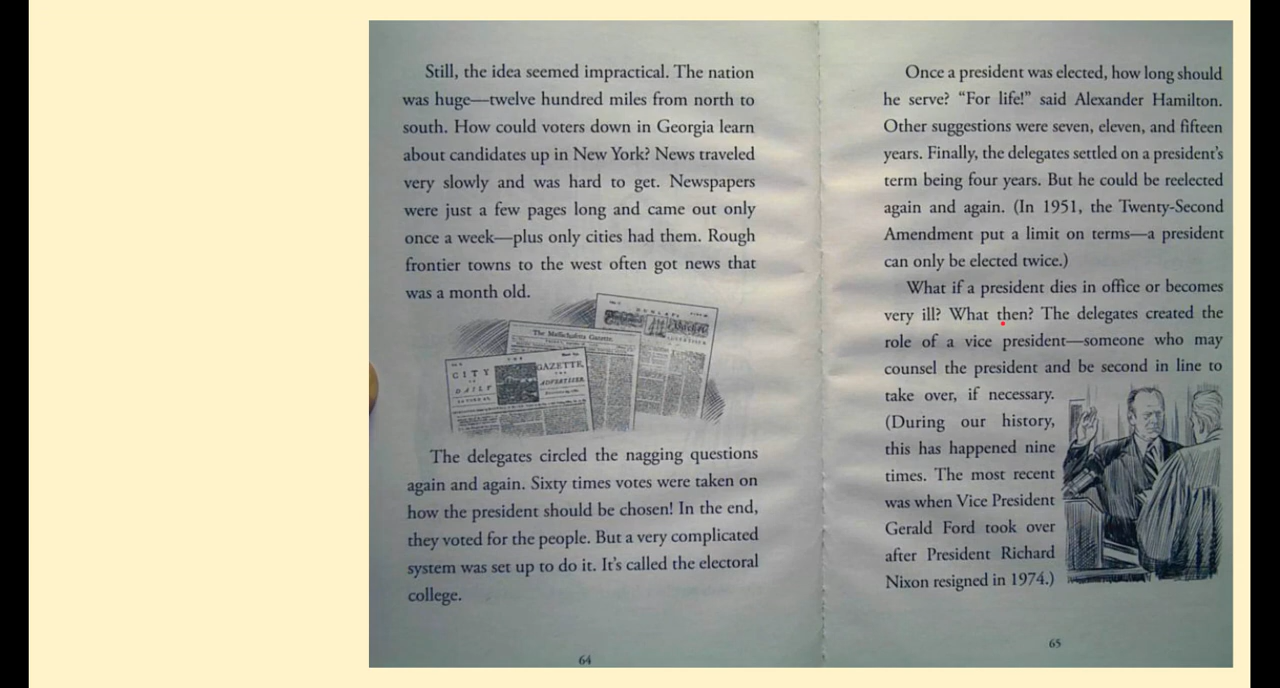 Still, the idea seemed impractical. The nation
was huge—twelve hundred miles from north to
south. How could voters down in Georgia learn
about candidates up in New York? News traveled
very slowly and was hard to get. Newspapers
were just a few pages long and came out only
once a week—plus only cities had them. Rough
frontier towns to the west often got news that
was a month old.
The Massachusetts Gazette.
CITY
DAILY
THE
GAZETTE,
ADVERTISER.
ADVERTISER
The delegates circled the nagging questions
again and again. Sixty times votes were taken on
how the president should be chosen! In the end,
they voted for the people. But a very complicated
system was set up to do it. It's called the electoral
college.
64
Once a president was elected, how long should
he serve? “For life!” said Alexander Hamilton.
Other suggestions were seven, eleven, and fifteen
years. Finally, the delegates settled on a president's
term being four years. But he could be reelected
again and again. (In 1951, the Twenty-Second
Amendment put a limit on terms—a president
can only be elected twice.)
What if a president dies in office or becomes
very ill? What then? The delegates created the
role of a vice president—someone who may
counsel the president and be second in line to
take over, if necessary.
(During our history,
this has happened nine
times. The most recent
was when Vice President
Gerald Ford took over
after President Richard
Nixon resigned in 1974.)
65